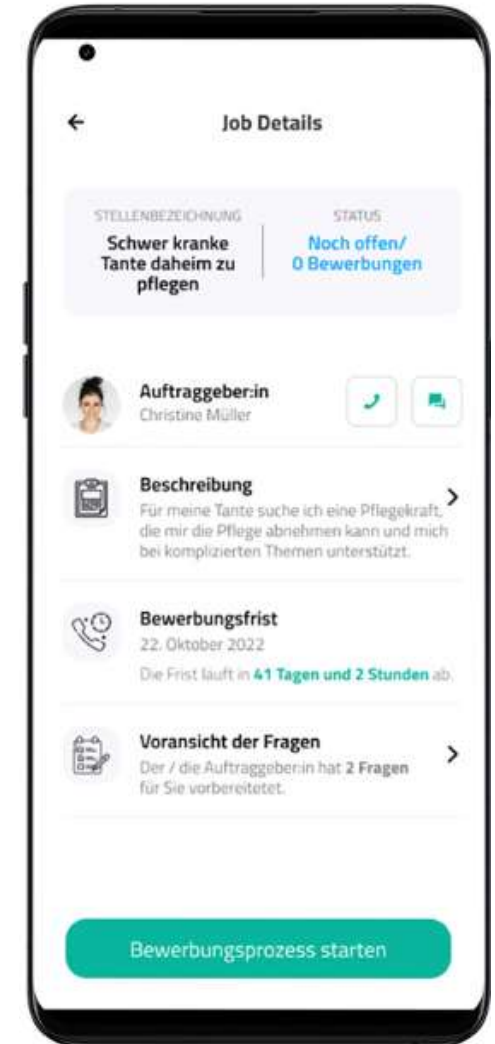 Job Details
STELLENBEZEICHNUNG
Schwer kranke
Tante daheim zu
pflegen
STATUS
Noch offen/
0 Bewerbungen
Auftraggeber:in
Christine Müller
Beschreibung
Für meine Tante suche ich eine Pflegekraft,
die mir die Pflege abnehmen kann und mich
bei komplizierten Themen unterstützt.
Bewerbungsfrist
22. Oktober 2022
Die Frist läuft in 41 Tagen und 2 Stunden ab.
Voransicht der Fragen
Der / die Auftraggeber:in hat 2 Fragen
für Sie vorbereitetet.
Bewerbungsprozess starten